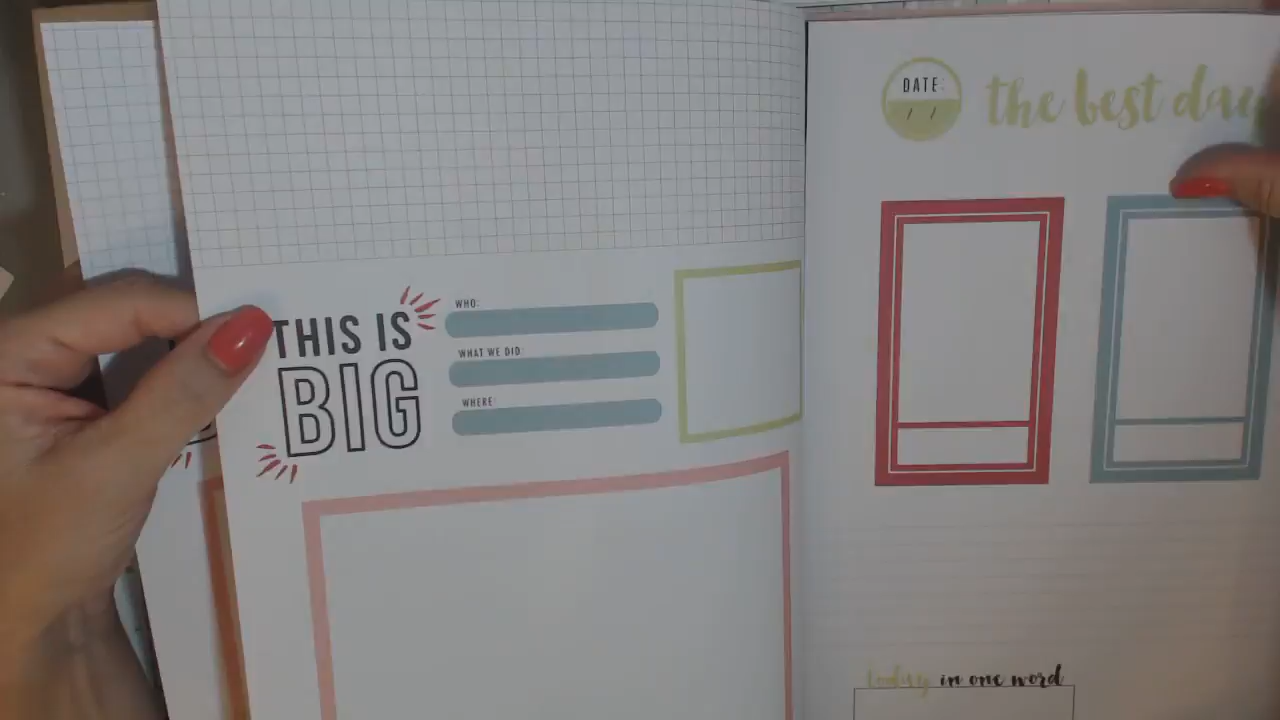 THIS IS
BIG
WHO:
WHAT WE DID:
WHERE:
DATE:
/ /
the best day
today in one word